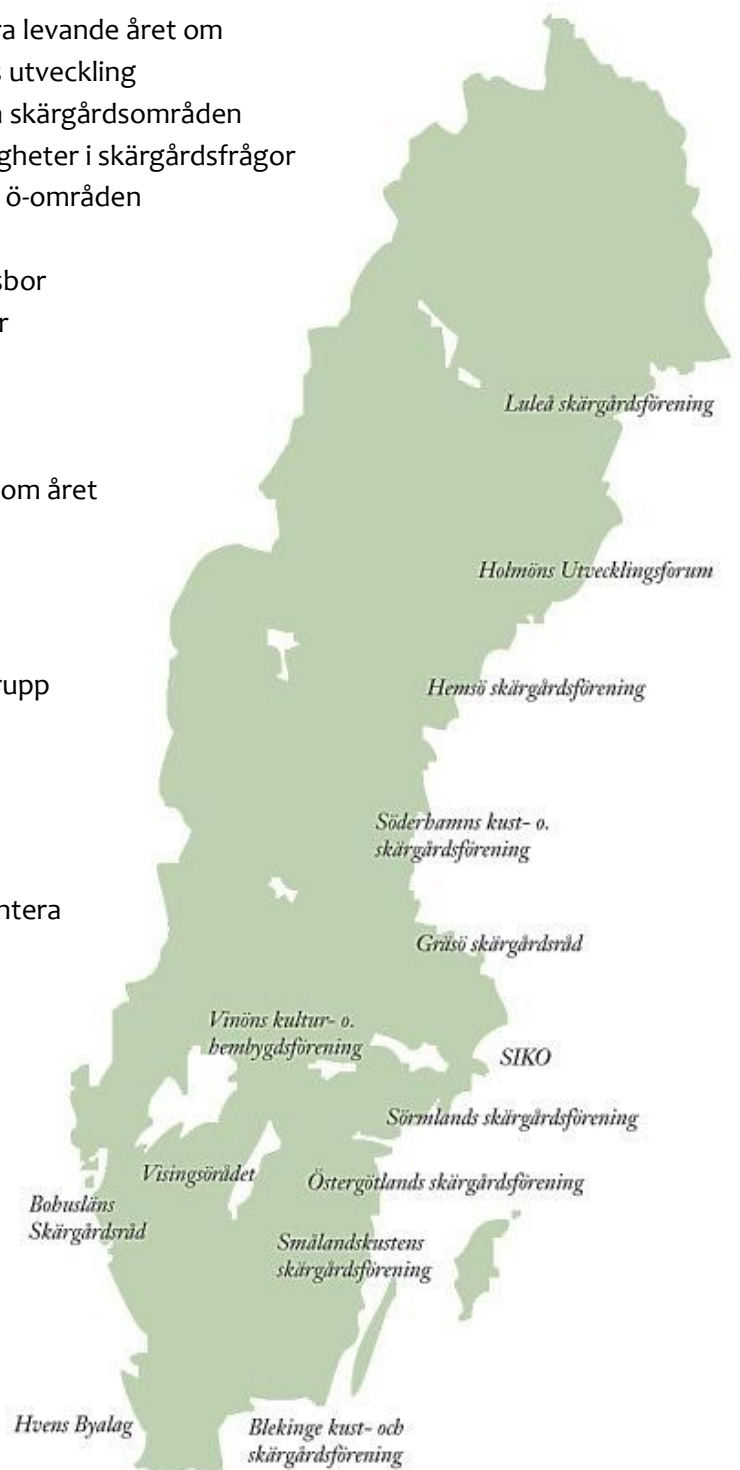 ra levande året om
s utveckling
skärgårdsområden
gheter i skärgårdsfrågor
ö-områden
sbor
r
om året
rupp
ntera
Luleå skärgårdsförening
Holmöns Utvecklingsforum
Hemsö skärgårdsförening
Söderhamns kust- o.
skärgårdsförening
Gräsö skärgårdsråd
Vinöns kultur- o.
hembygdsförening
SIKO
Sörmlands skärgårdsförening
Visingsörådet
Östergötlands skärgårdsförening
Bohusläns
Skärgårdsråd
Smålandskustens
skärgårdsförening
Hvens Byalag
Blekinge kust- och
skärgårdsförening